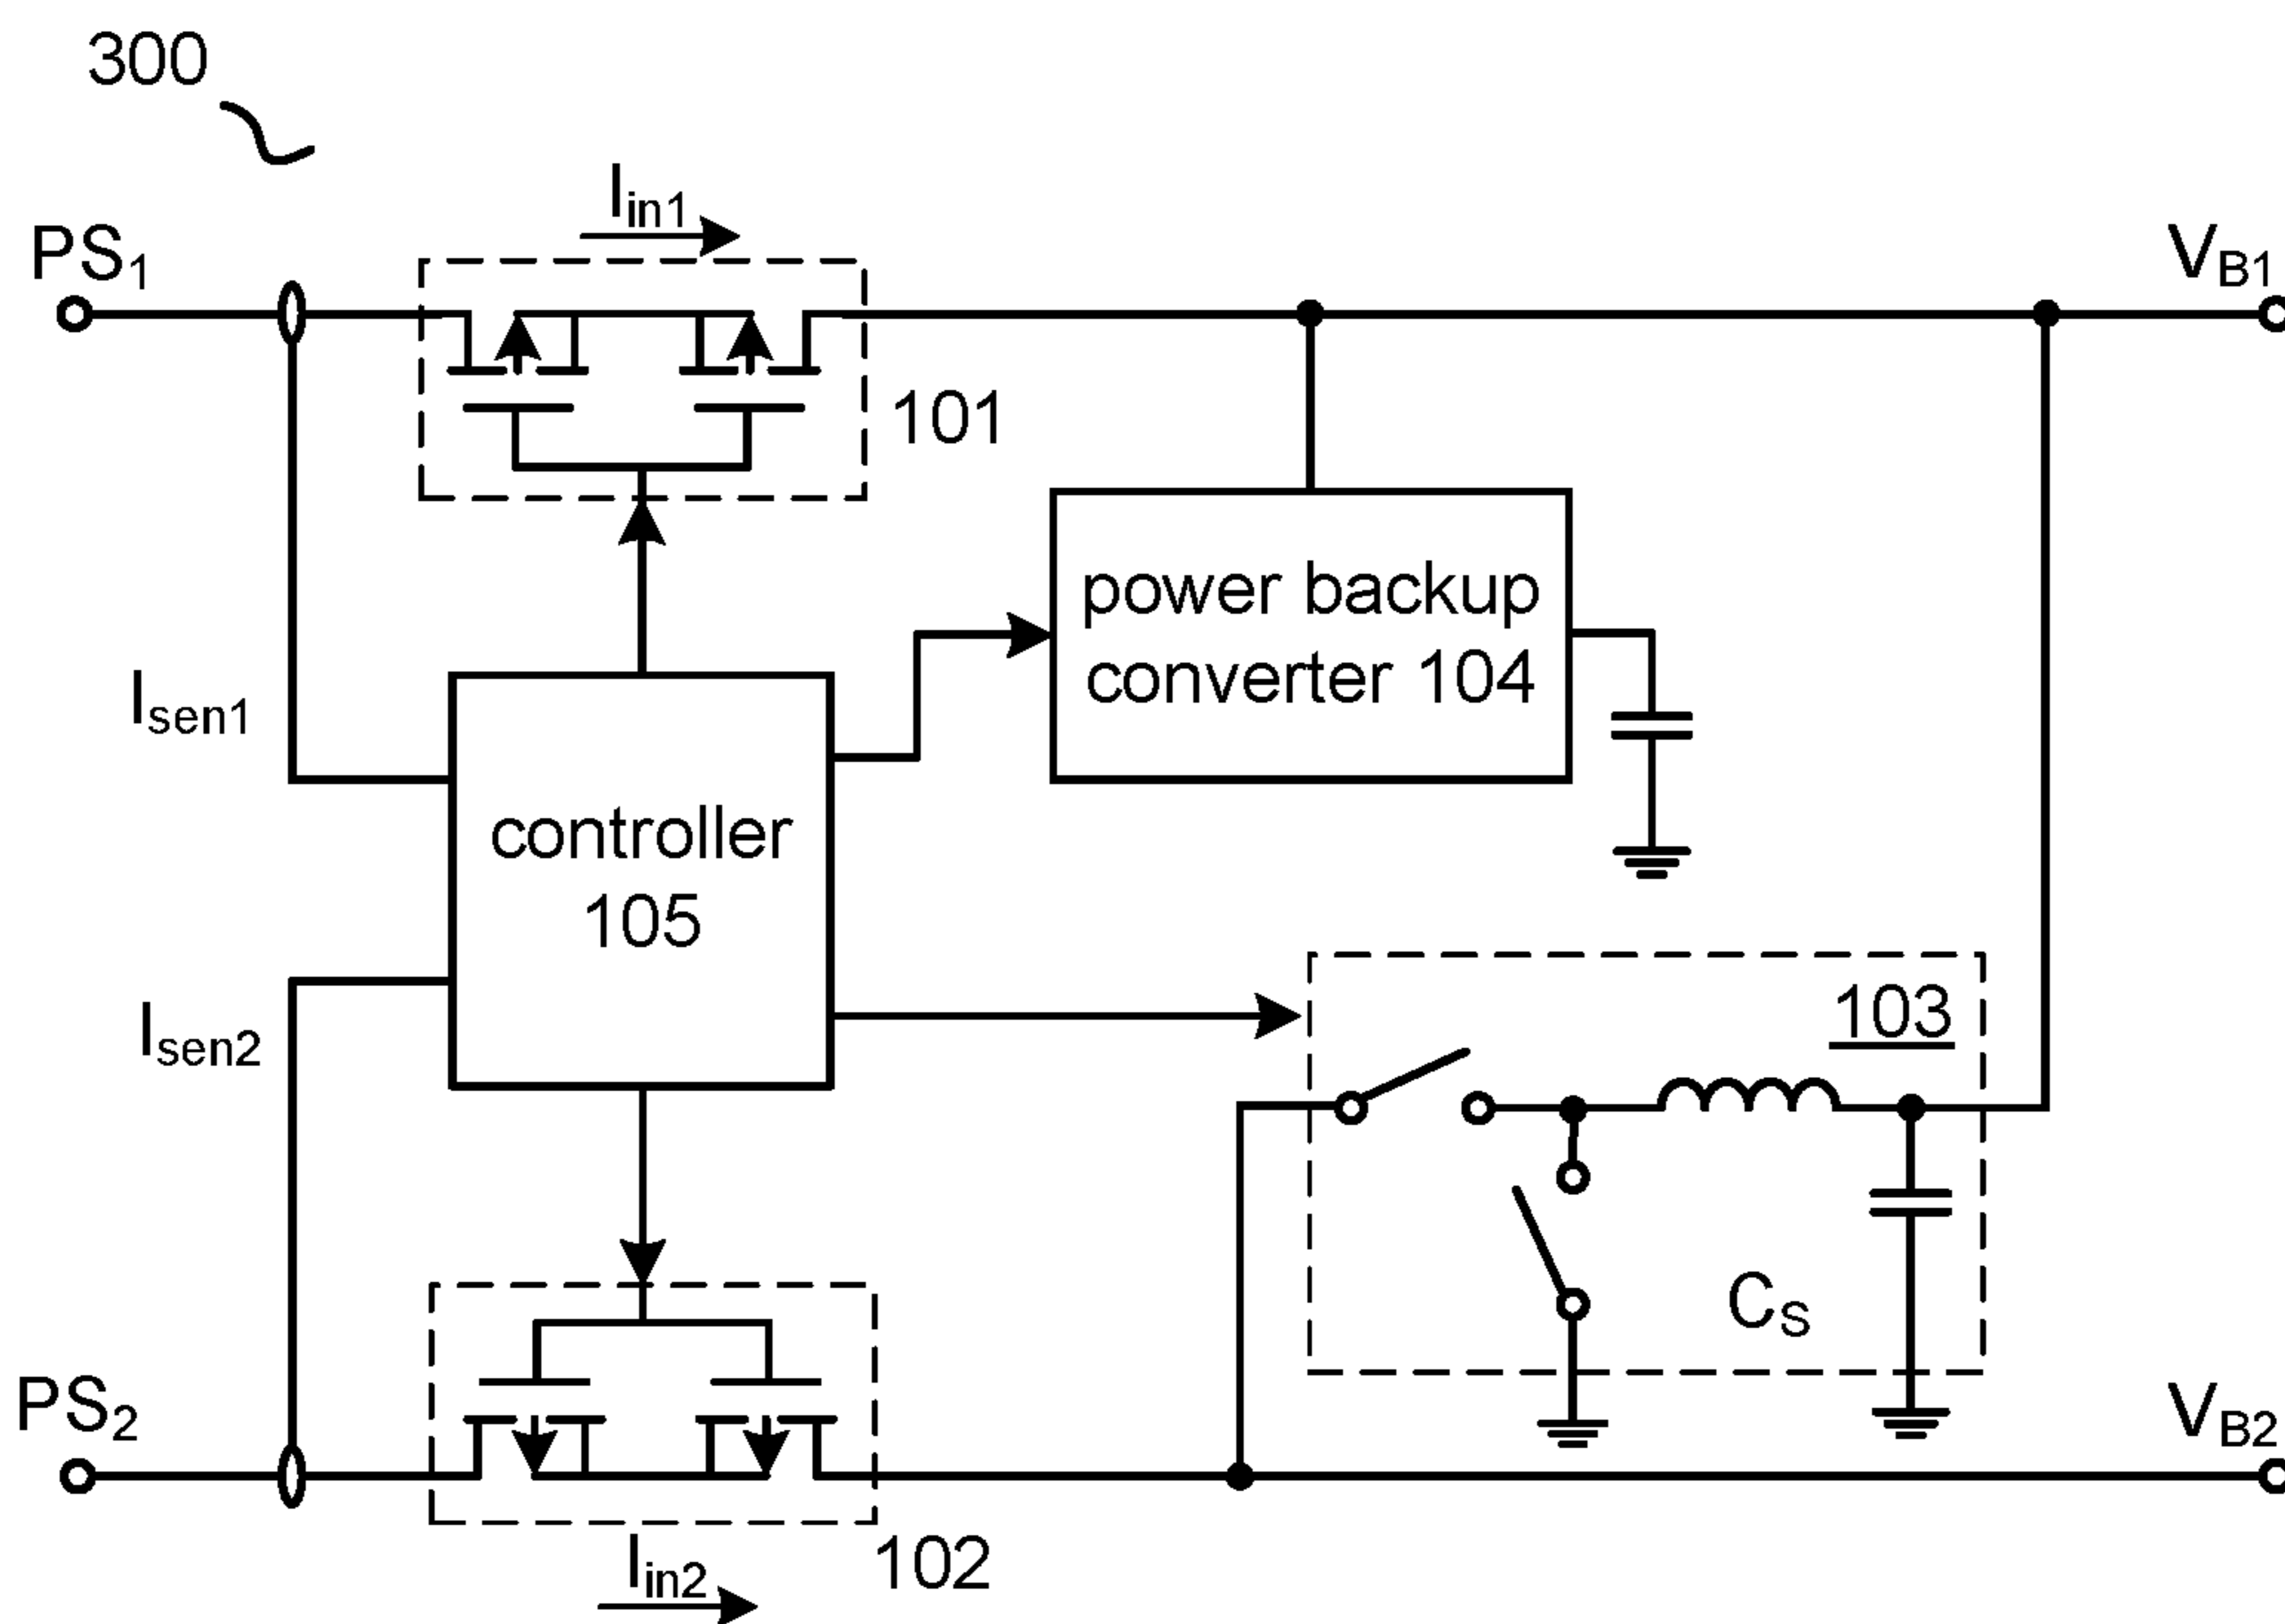 300
Iin1
PS1
VB1
101
power backup
converter 104
Isen1
controller
105
103
Isen2
CS
PS2
VB2
102
Iin2